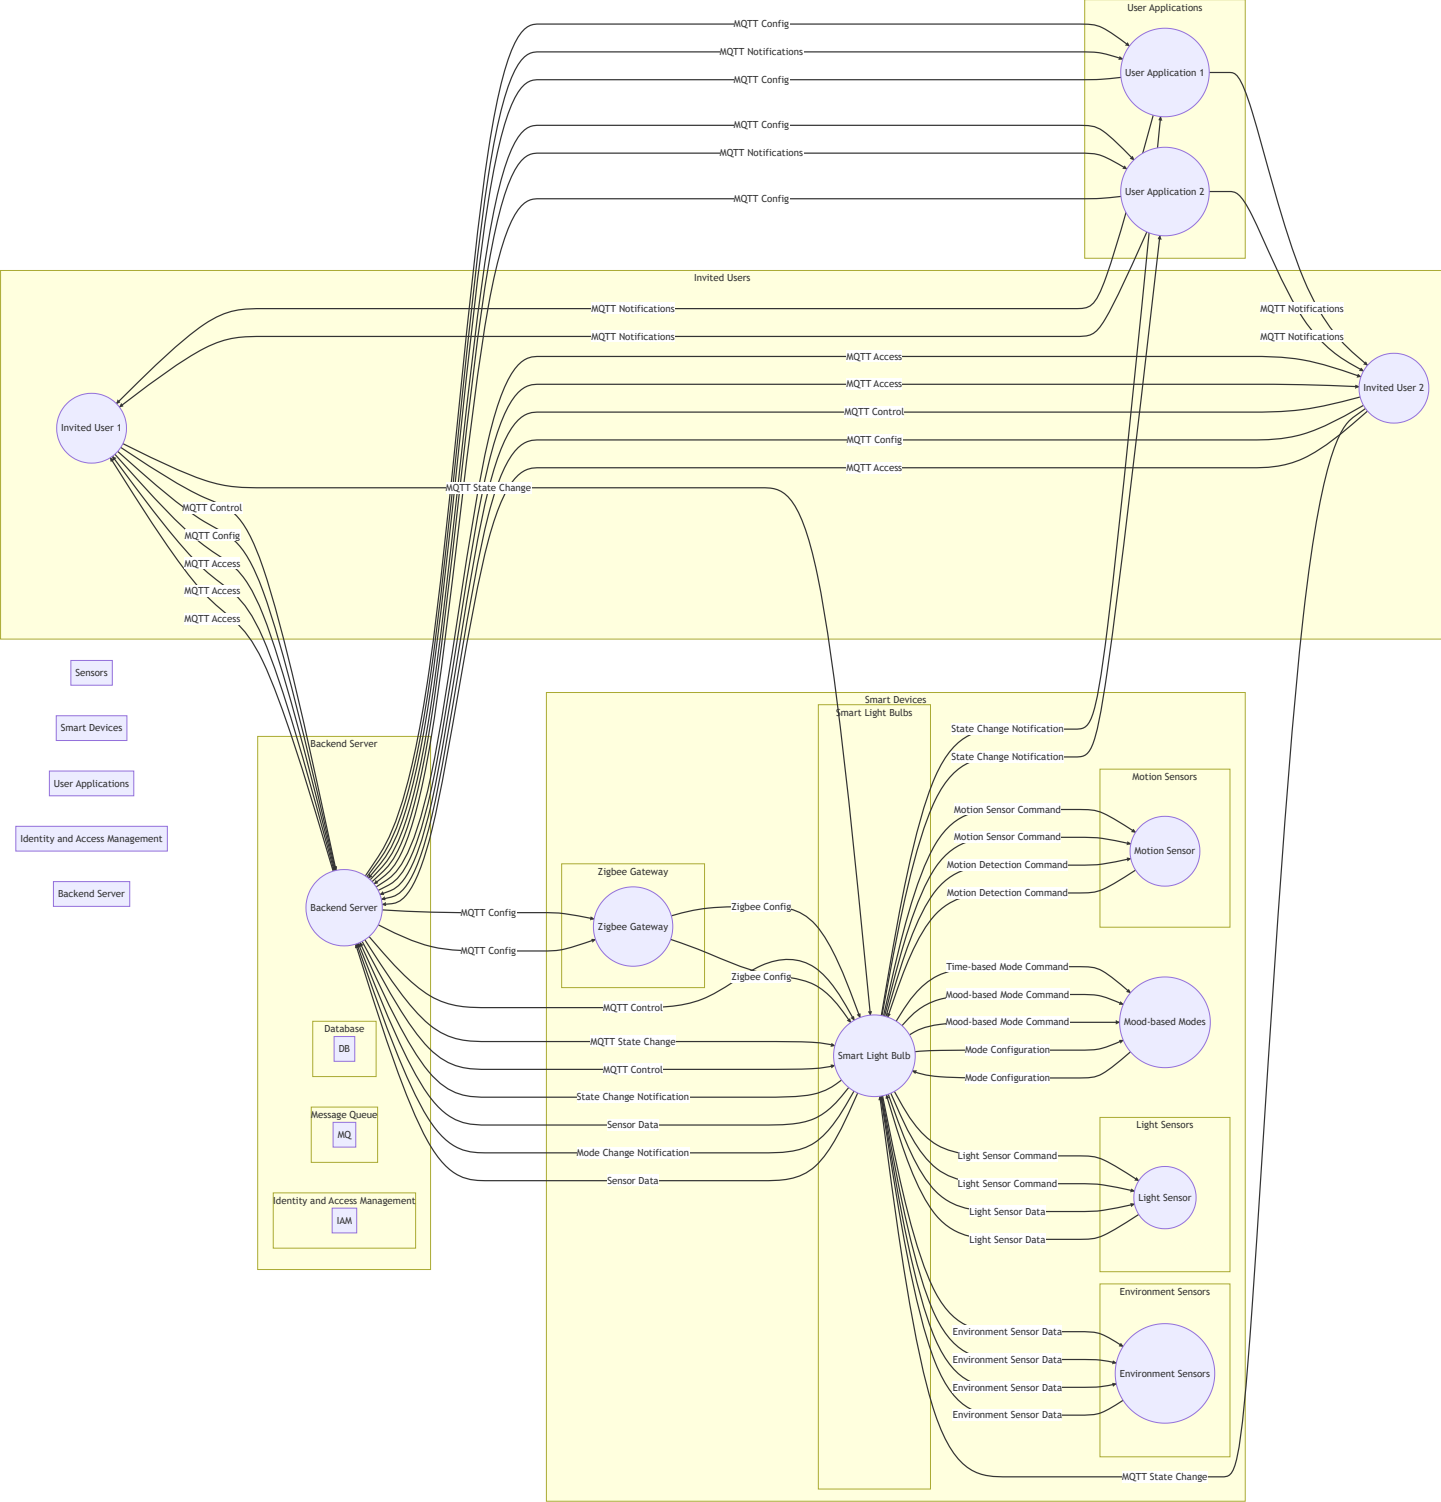 User Applications
MQTT Config
MQTT Notifications
User Application 1
MQTT Config
MQTT Config
MQTT Notifications
User Application 2
MQTT Config
Invited Users
MQTT Notifications
MQTT Notifications
MQTT Notifications
MQTT Notifications
MQTT Access
MQTT Access
Invited User 2
MQTT Control
Invited User 1
MQTT Config
MQTT Access
MQTT State Change
MQTT Control
MQTT Config
MQTT Access
MQTT Access
MQTT Access
Sensors
Smart Devices
User Applications
Identity and Access Management
Backend Server
Backend Server
Backend Server
Database
DB
Message Queue
MQ
Identity and Access Management
IAM
Smart Devices
Smart Light Bulbs
Zigbee Gateway
Zigbee Gateway
MQTT Config
MQTT Config
Zigbee Config
Zigbee Config
MQTT Control
MQTT State Change
MQTT Control
State Change Notification
Sensor Data
Mode Change Notification
Sensor Data
Smart Light Bulb
State Change Notification
State Change Notification
Motion Sensors
Motion Sensor Command
Motion Sensor Command
Motion Sensor
Motion Detection Command
Motion Detection Command
Time-based Mode Command
Mood-based Mode Command
Mood-based Mode Command
Mood-based Modes
Mode Configuration
Mode Configuration
Light Sensors
Light Sensor Command
Light Sensor Command
Light Sensor
Light Sensor Data
Light Sensor Data
Environment Sensors
Environment Sensor Data
Environment Sensor Data
Environment Sensors
Environment Sensor Data
Environment Sensor Data
MQTT State Change